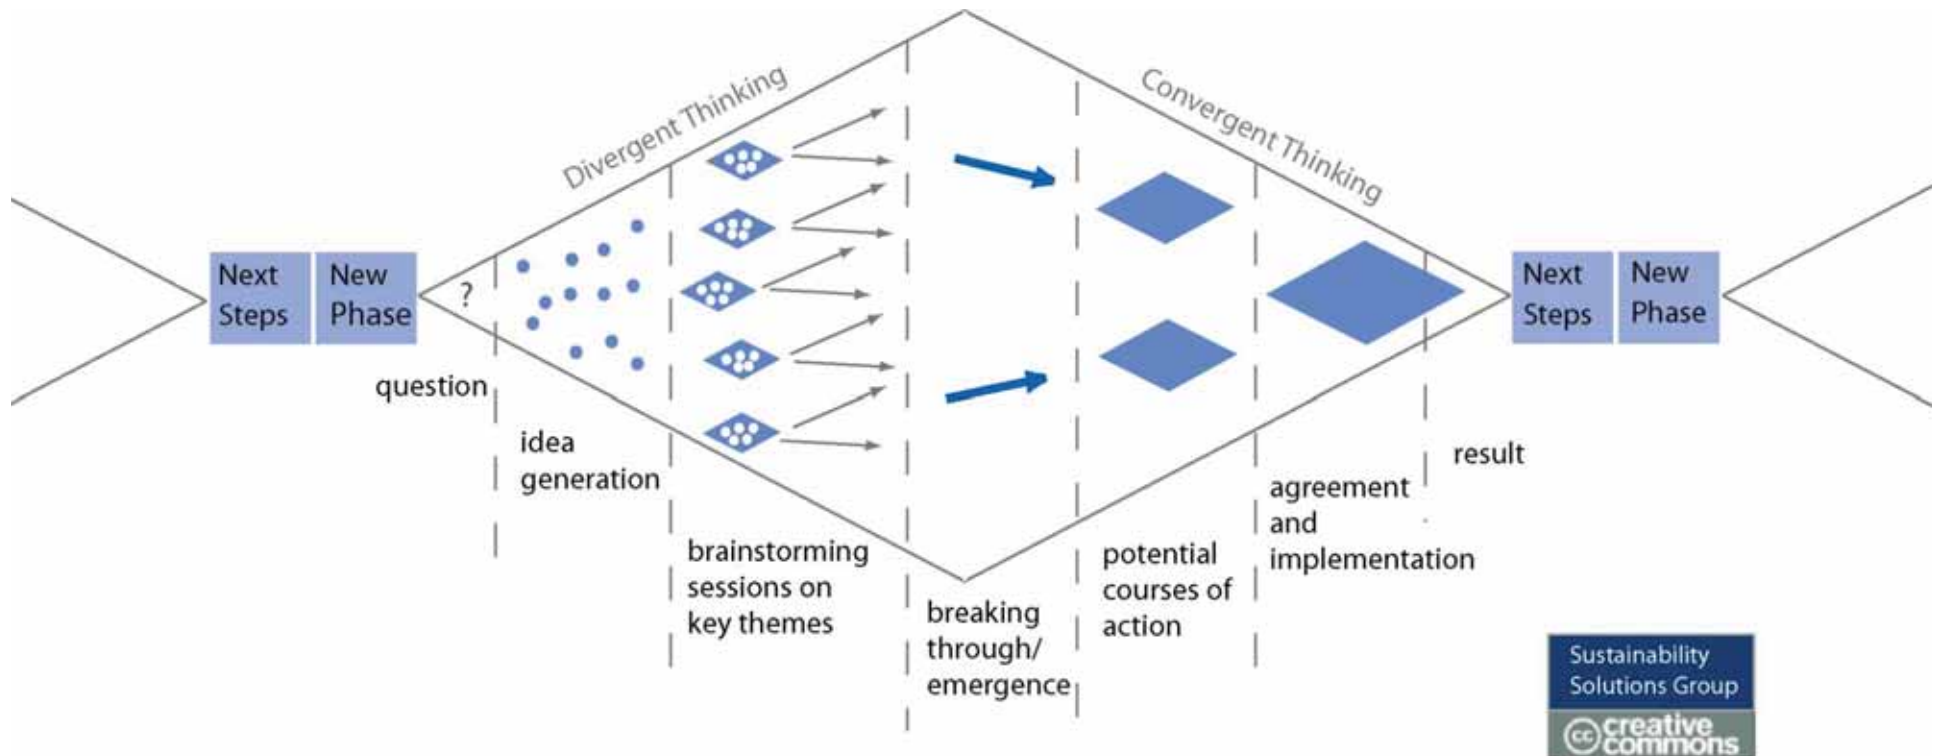 Divergent Thinking
Convergent Thinking
Next
Steps
New
Phase
?
Next
Steps
New
Phase
question
idea
generation
brainstorming
sessions on
key themes
breaking
through/
emergence
potential
courses of
action
agreement
and
implementation
result
Sustainability
Solutions Group
cc creative
commons